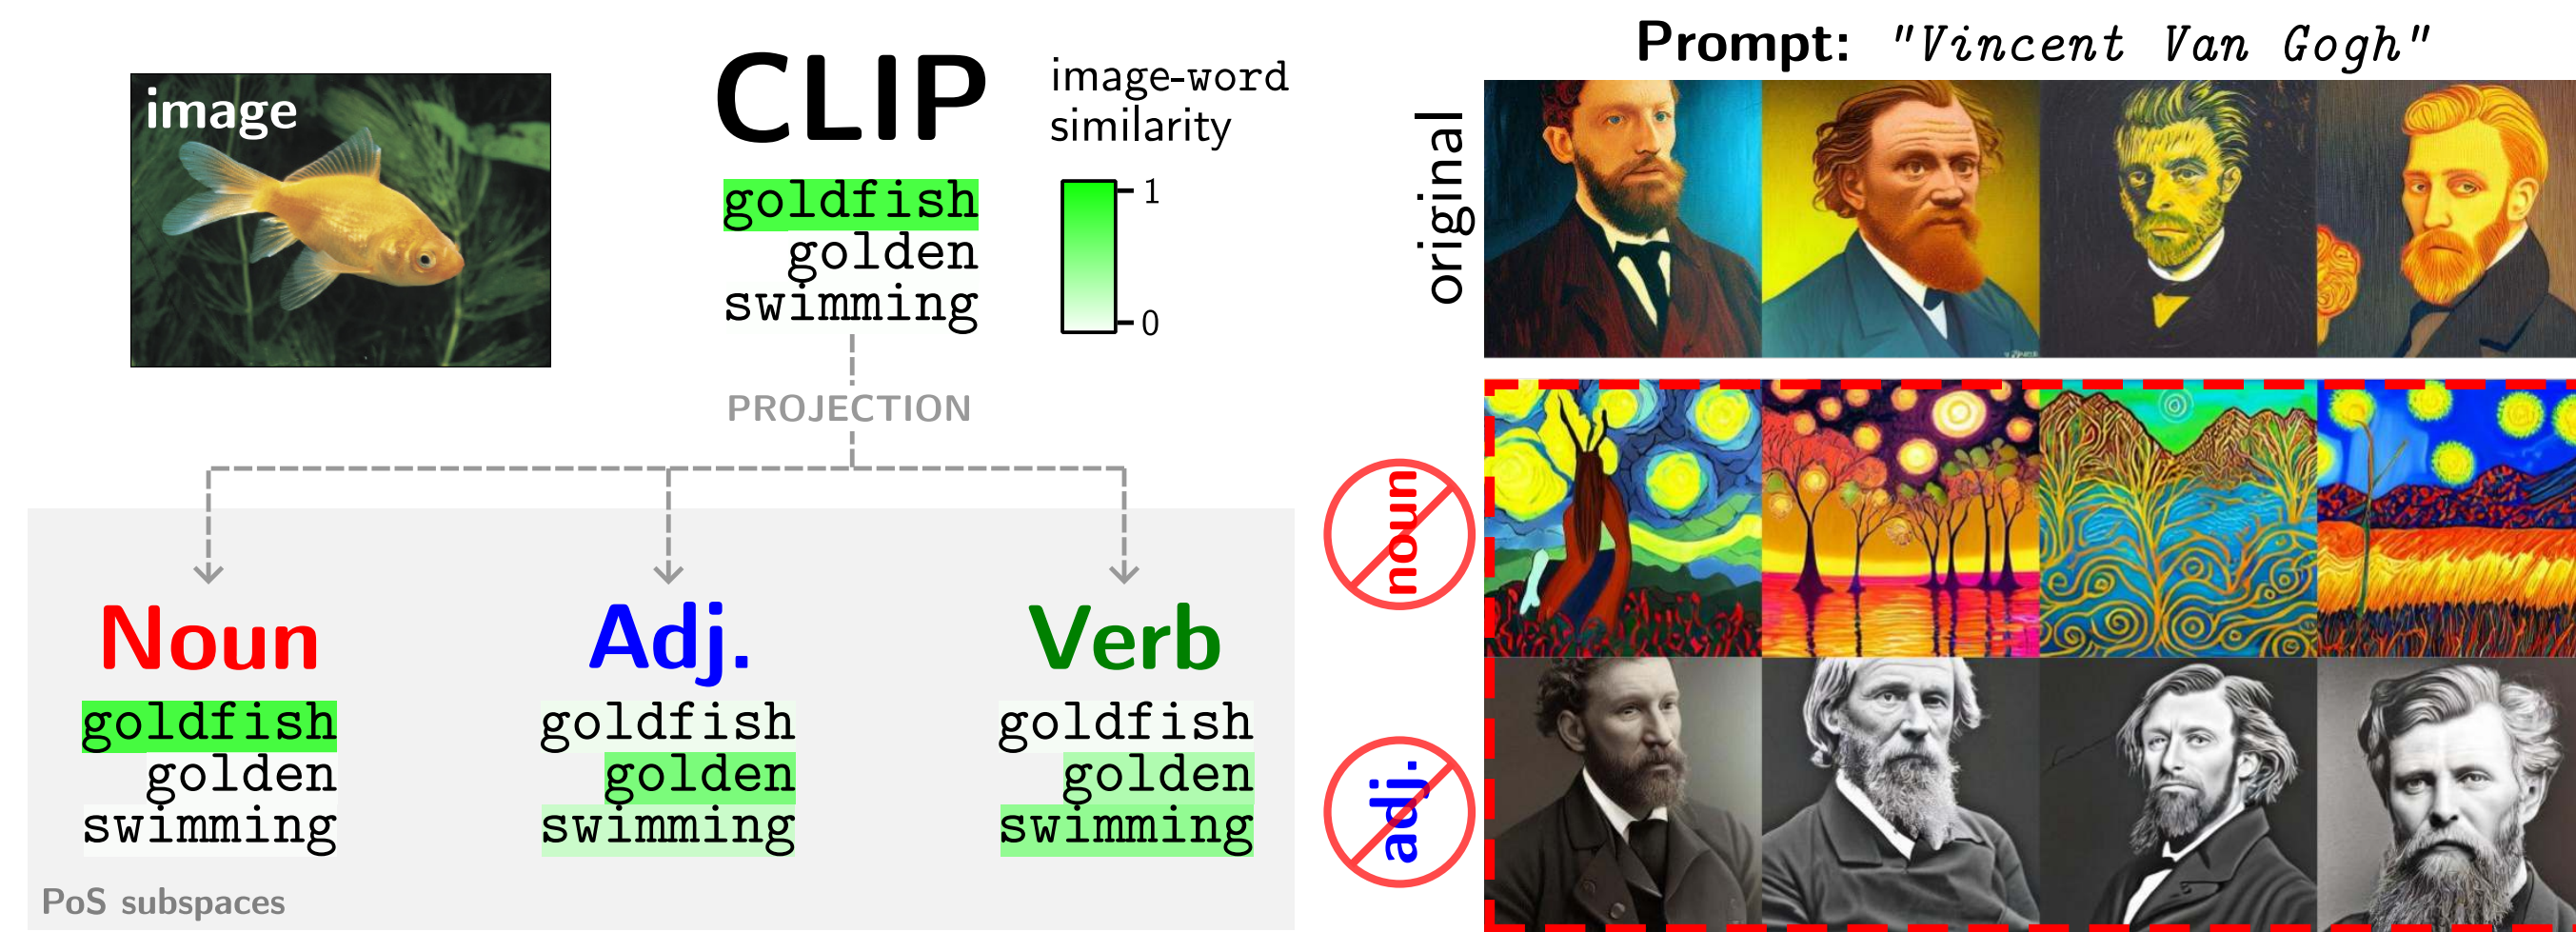 image
CLIP
image-word
similarity
goldfish
golden
swimming
1
0
PROJECTION
Noun
goldfish
golden
swimming
Adj.
goldfish
golden
swimming
Verb
goldfish
golden
swimming
PoS subspaces
Prompt: "Vincent Van Gogh"
original
noun
adj.